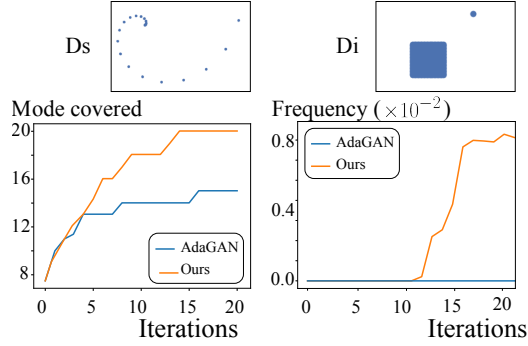 Ds
Di
Mode covered
20
16
12
8
AdaGAN
Ours
0
5
10
15
20
Iterations
Frequency (×10⁻²)
0.8
0.4
0.0
AdaGAN
Ours
0
5
10
15
20
Iterations